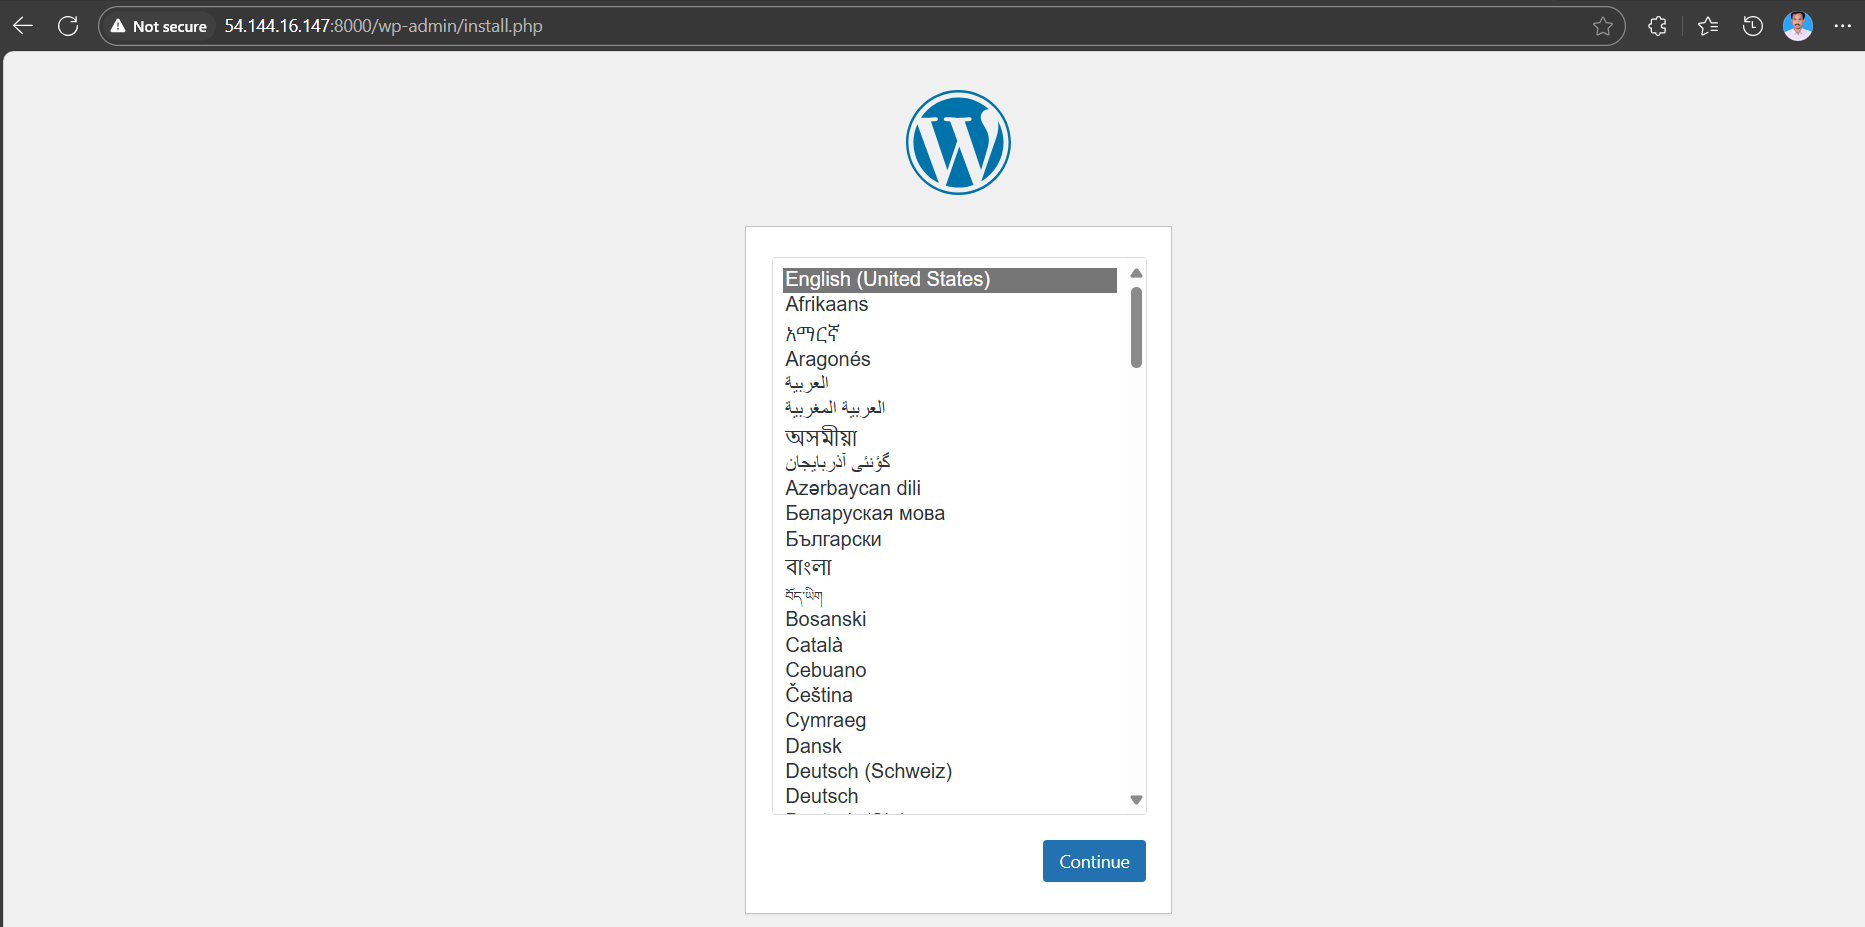 Not secure 54.144.16.147:8000/wp-admin/install.php
English (United States)
Afrikaans
አማርኛ
Aragonés
العربية
العربية المغربية
অসমীয়া
گؤنئی آذربایجان
Azərbaycan dili
Беларуская мова
Български
বাংলা
བོད་ཡིག
Bosanski
Català
Cebuano
Čeština
Cymraeg
Dansk
Deutsch (Schweiz)
Deutsch
Continue